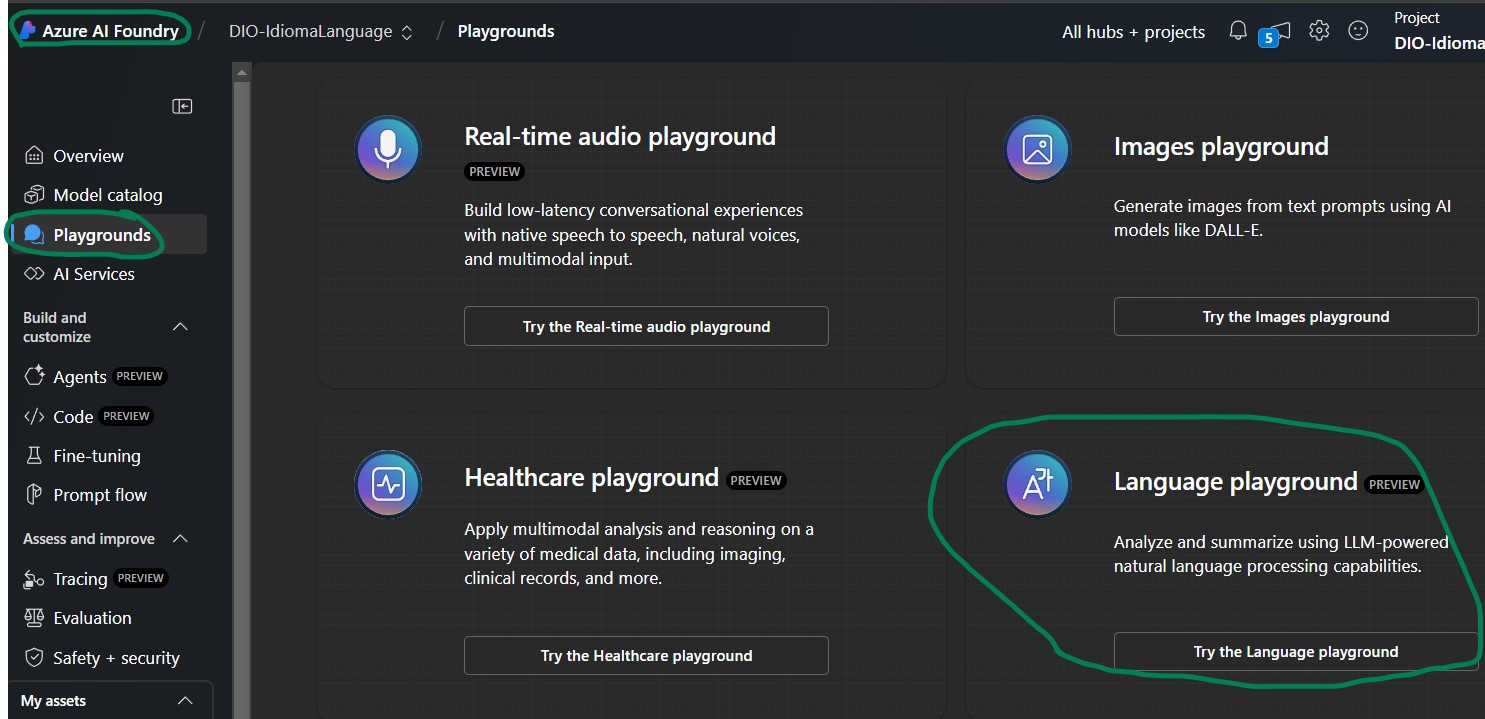 Azure AI Foundry / DIO-IdiomaLanguage / Playgrounds
All hubs + projects
5
Project
DIO-Idioma
Overview
Model catalog
Playgrounds
AI Services
Build and
customize
Agents PREVIEW
Code PREVIEW
Fine-tuning
Prompt flow
Assess and improve
Tracing PREVIEW
Evaluation
Safety + security
My assets
Real-time audio playground
PREVIEW
Build low-latency conversational experiences
with native speech to speech, natural voices,
and multimodal input.
Try the Real-time audio playground
Images playground
Generate images from text prompts using AI
models like DALL-E.
Try the Images playground
Healthcare playground PREVIEW
Apply multimodal analysis and reasoning on a
variety of medical data, including imaging,
clinical records, and more.
Try the Healthcare playground
Language playground PREVIEW
Analyze and summarize using LLM-powered
natural language processing capabilities.
Try the Language playground